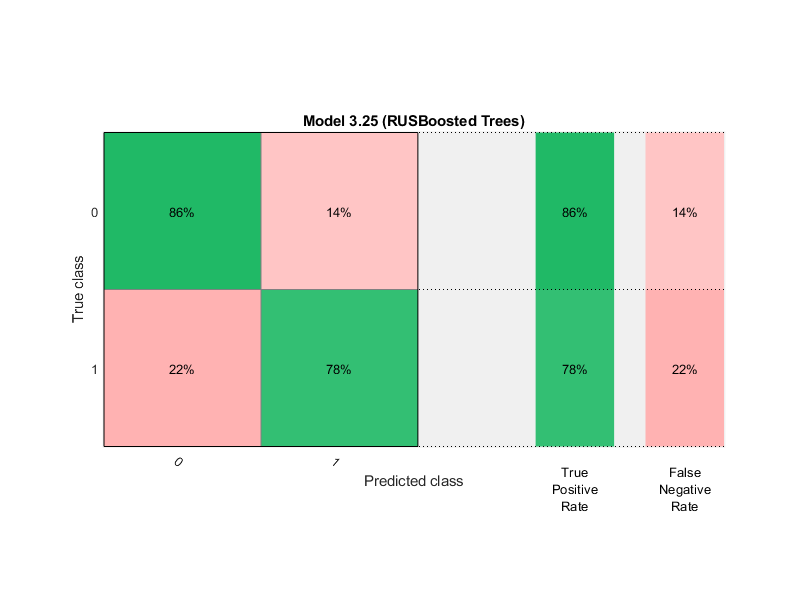 Model 3.25 (RUSBoosted Trees)
True class
0
86%
14%
86%
14%
1
22%
78%
78%
22%
0
1
Predicted class
True
Positive
Rate
False
Negative
Rate